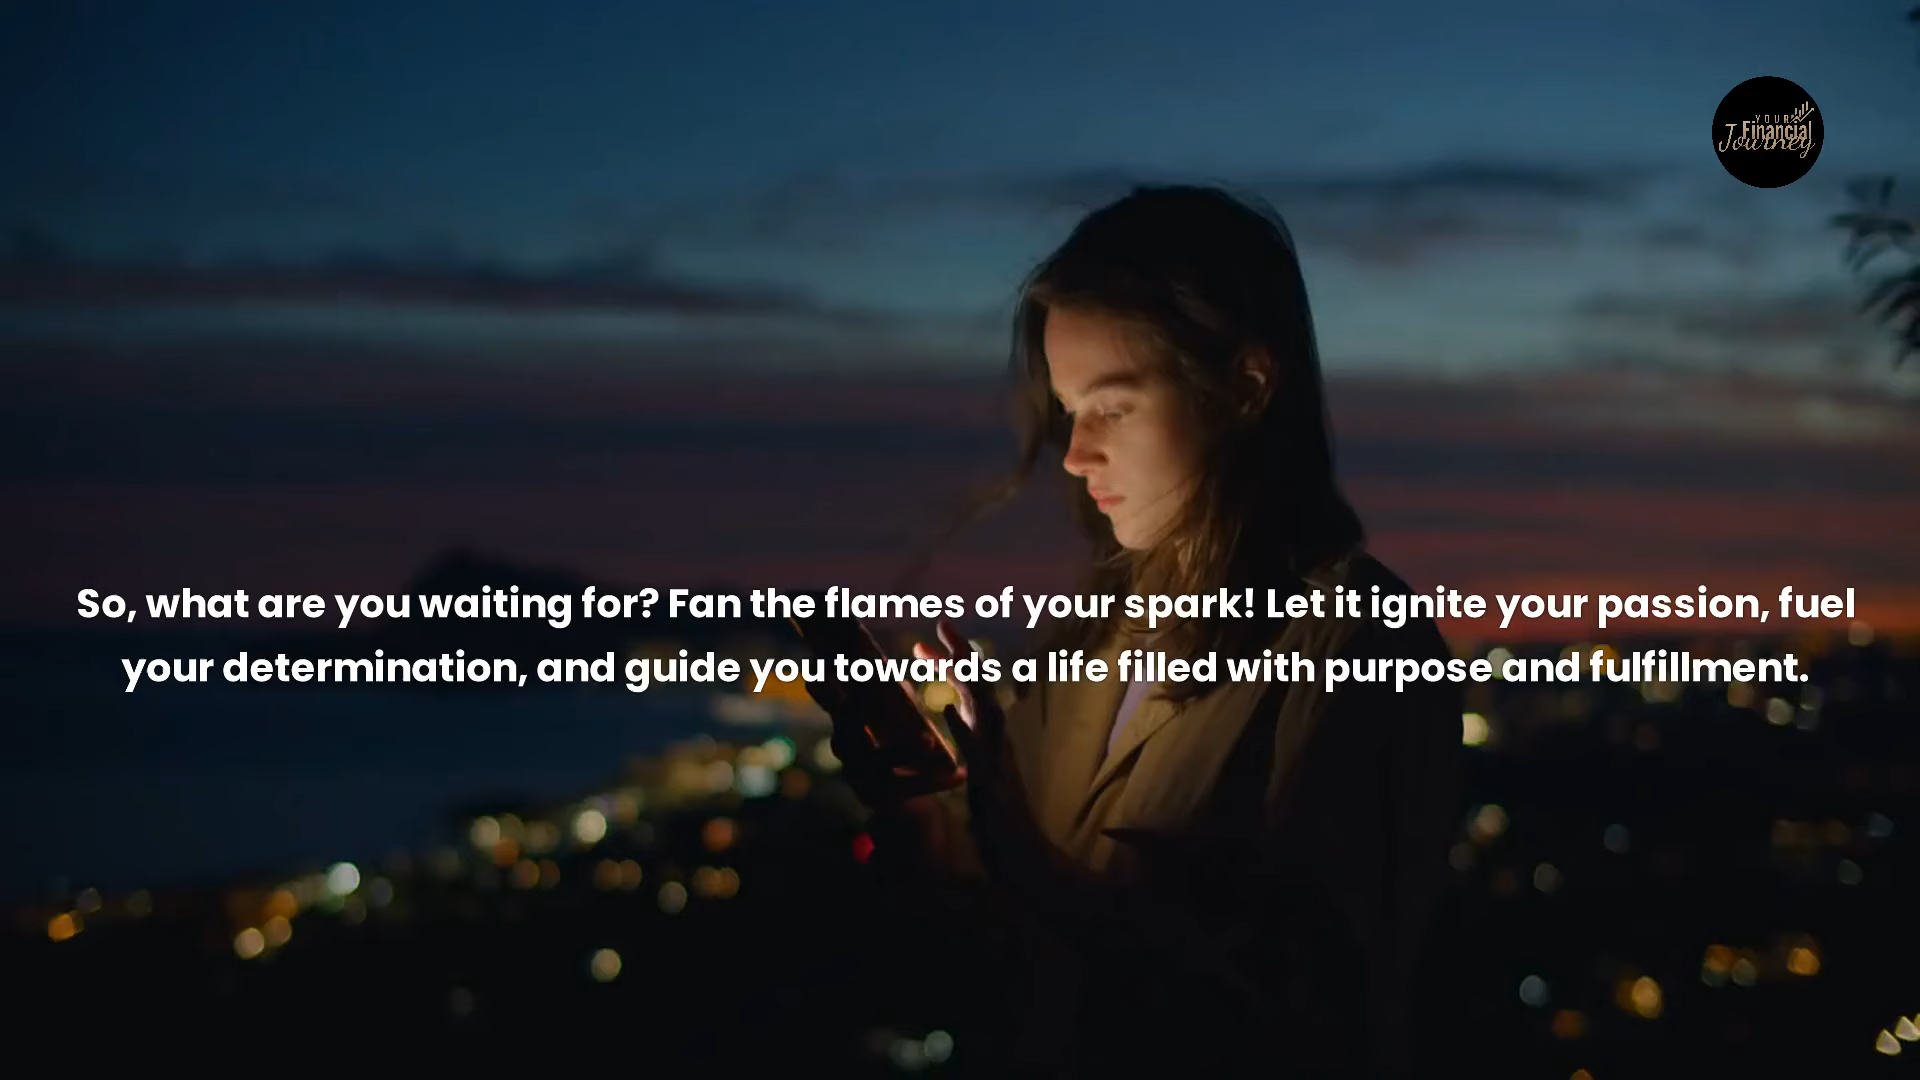 YOUR
Financial
Journey
So, what are you waiting for? Fan the flames of your spark! Let it ignite your passion, fuel
your determination, and guide you towards a life filled with purpose and fulfillment.